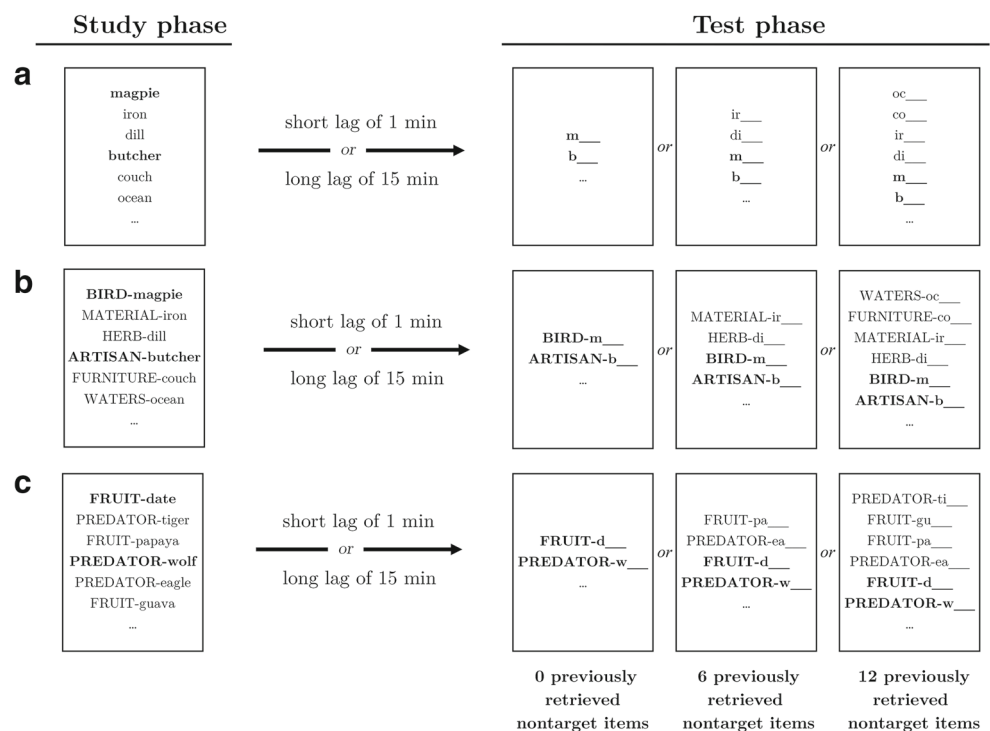 Study phase
Test phase
a
magpie
iron
dill
butcher
couch
ocean
...
short lag of 1 min
or
long lag of 15 min
m___
b___
...
or
ir___
di___
m___
b___
...
or
oc___
co___
ir___
di___
m___
b___
...
b
BIRD-magpie
MATERIAL-iron
HERB-dill
ARTISAN-butcher
FURNITURE-couch
WATERS-ocean
...
short lag of 1 min
or
long lag of 15 min
BIRD-m___
ARTISAN-b___
...
or
MATERIAL-ir___
HERB-di___
BIRD-m___
ARTISAN-b___
...
or
WATERS-oc___
FURNITURE-co___
MATERIAL-ir___
HERB-di___
BIRD-m___
ARTISAN-b___
...
c
FRUIT-date
PREDATOR-tiger
FRUIT-papaya
PREDATOR-wolf
PREDATOR-eagle
FRUIT-guava
...
short lag of 1 min
or
long lag of 15 min
FRUIT-d___
PREDATOR-w___
...
or
FRUIT-pa___
PREDATOR-ea___
FRUIT-d___
PREDATOR-w___
...
or
PREDATOR-ti___
FRUIT-gu___
FRUIT-pa___
PREDATOR-ea___
FRUIT-d___
PREDATOR-w___
...
0 previously
retrieved
nontarget items
6 previously
retrieved
nontarget items
12 previously
retrieved
nontarget items